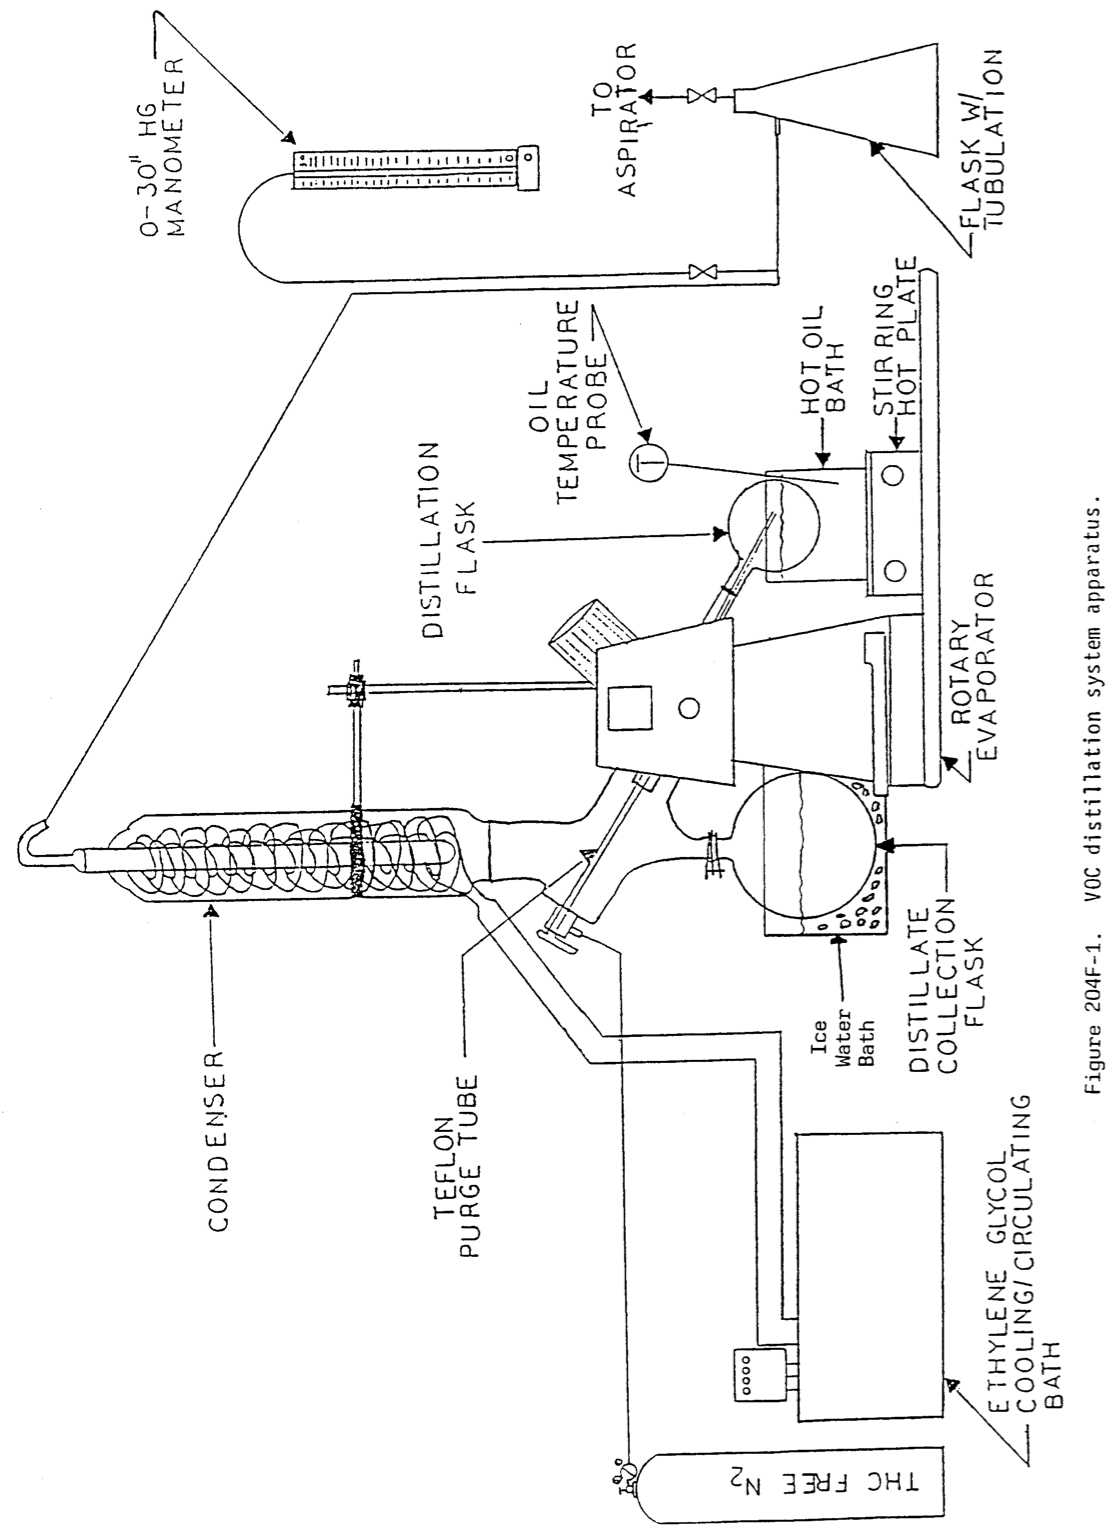 0-30" HG
MANOMETER
TO
ASPIRATOR
FLASK W/
TUBULATION
OIL
TEMPERATURE
PROBE
T
HOT OIL
BATH
STIRRING
HOT PLATE
DISTILLATION
FLASK
ROTARY
EVAPORATOR
CONDENSER
TEFLON
PURGE TUBE
Ice
Water
Bath
DISTILLATE
COLLECTION
FLASK
ETHYLENE GLYCOL
COOLING/CIRCULATING
BATH
THC FREE N2
Figure 204F-1. VOC distillation system apparatus.